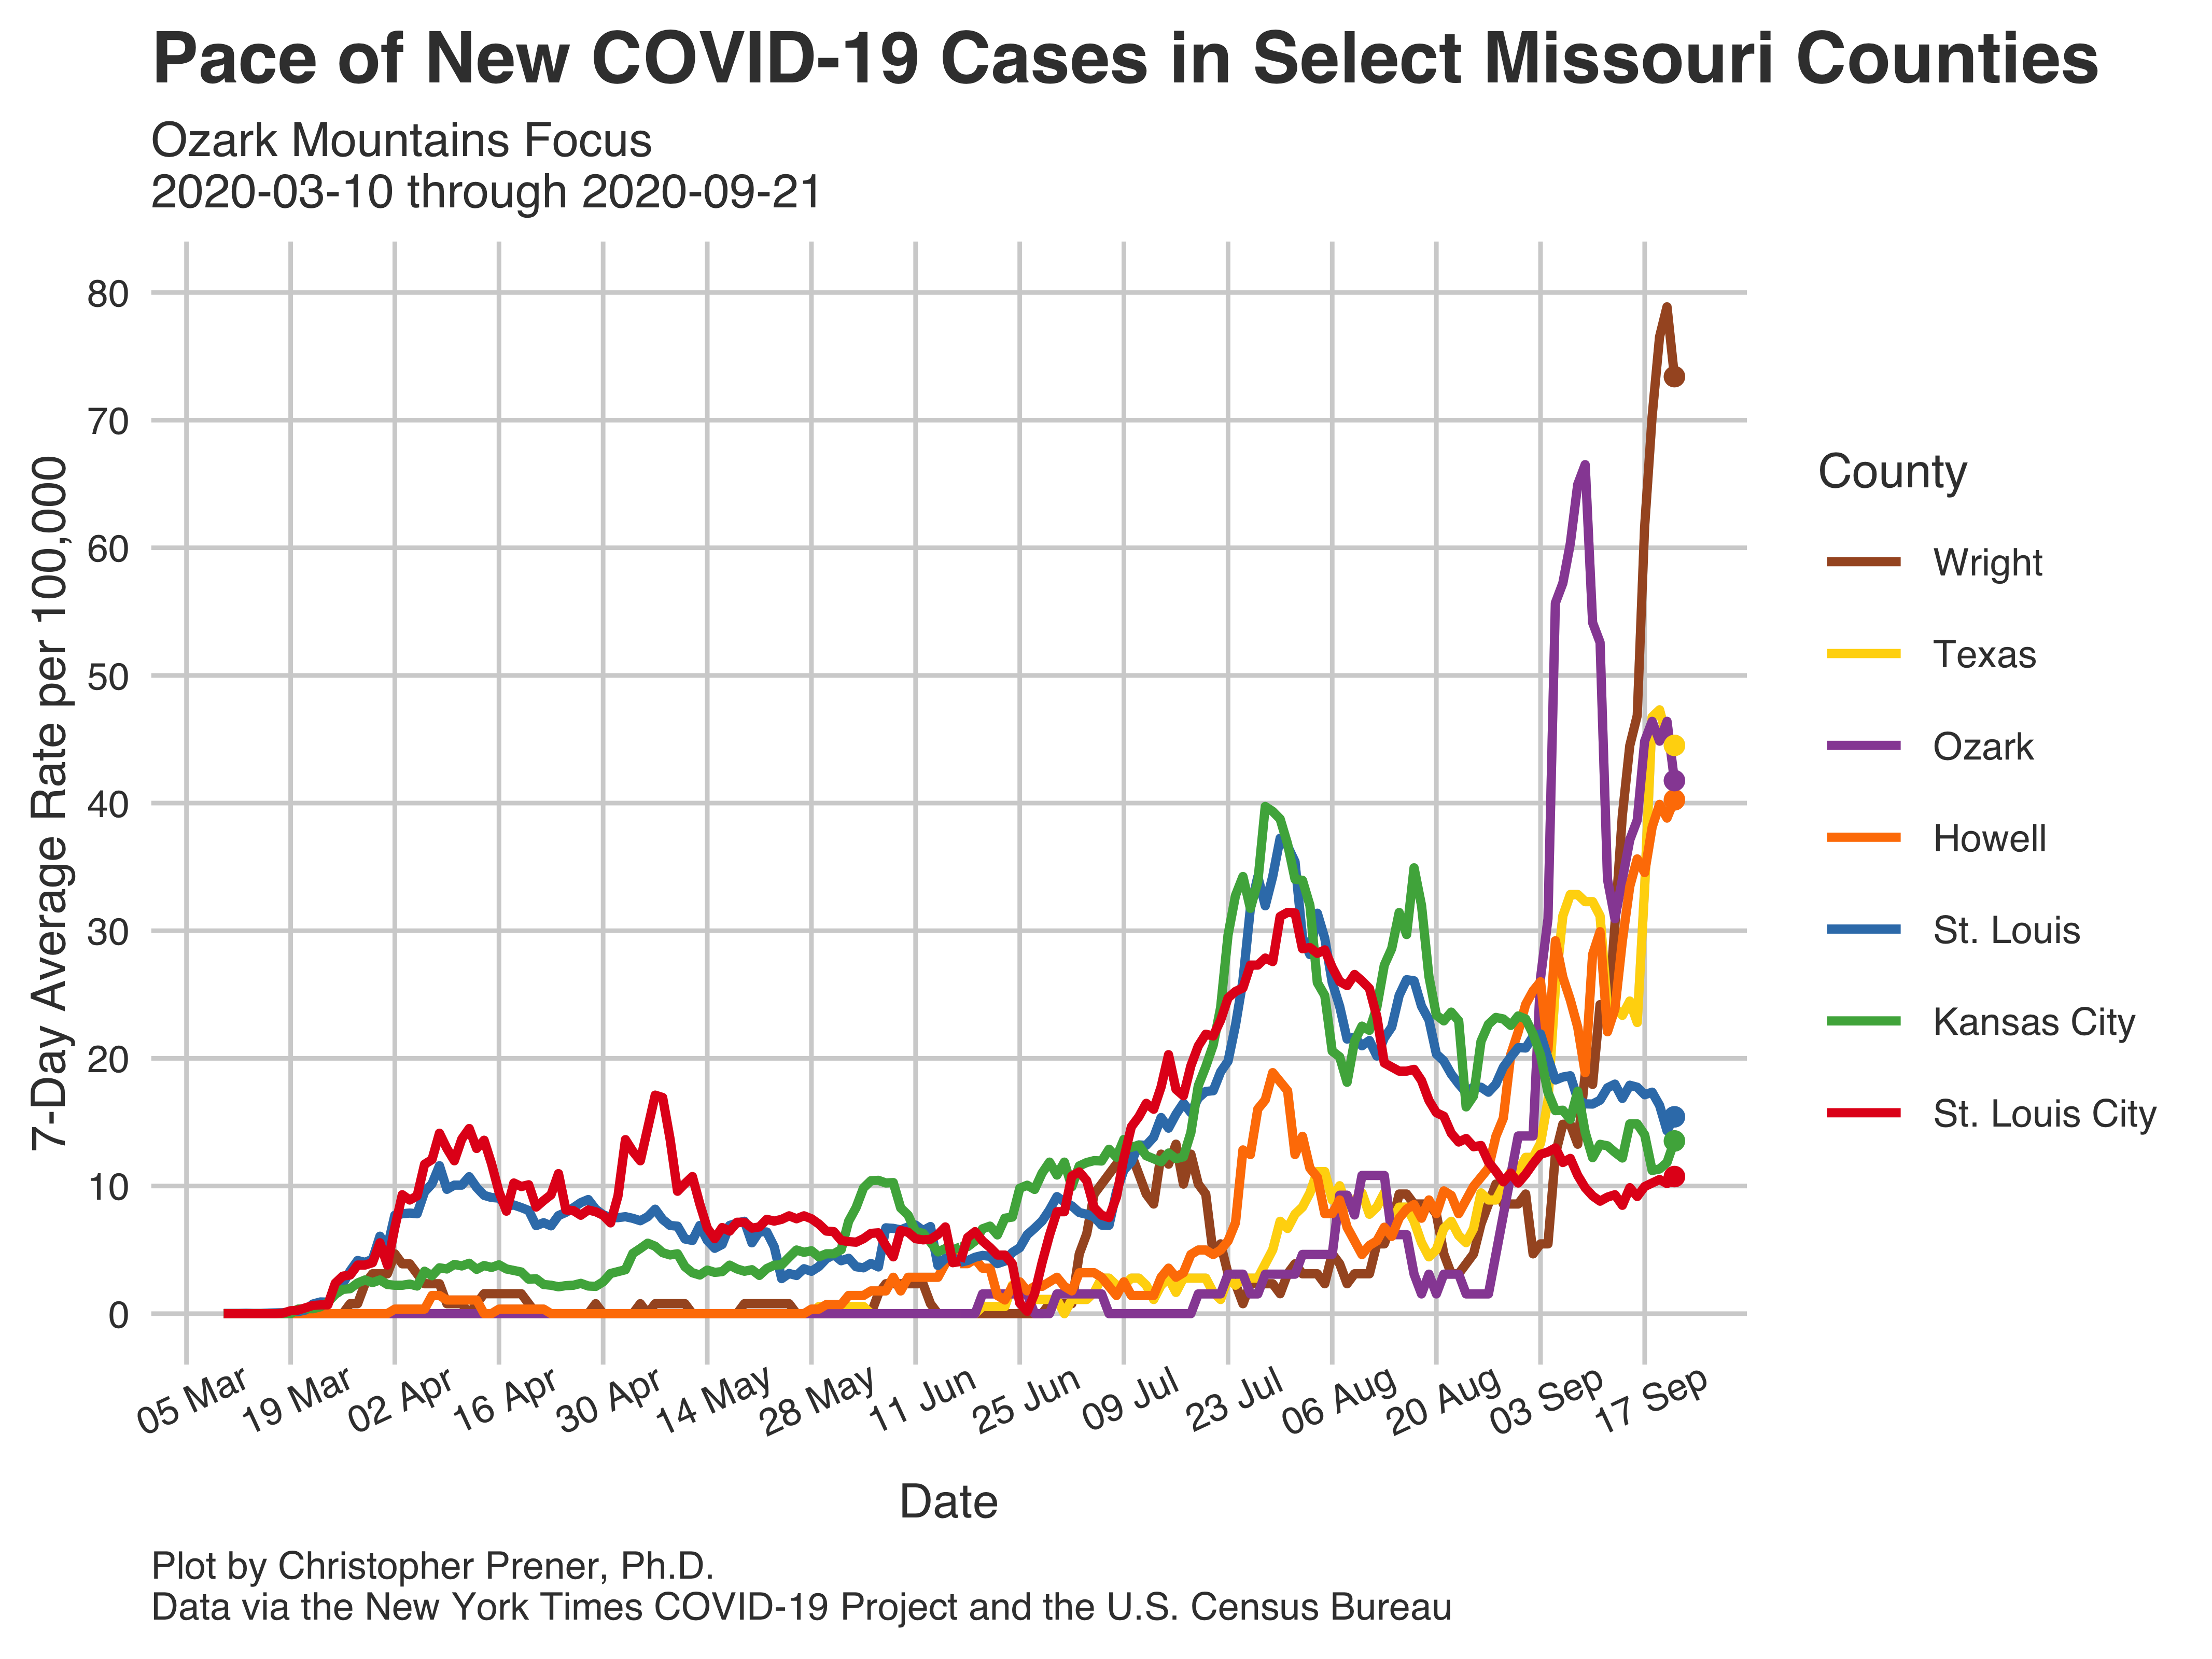 Pace of New COVID-19 Cases in Select Missouri Counties
Ozark Mountains Focus
2020-03-10 through 2020-09-21
7-Day Average Rate per 100,000
80
70
60
50
40
30
20
10
0
05 Mar
19 Mar
02 Apr
16 Apr
30 Apr
14 May
28 May
11 Jun
25 Jun
09 Jul
23 Jul
06 Aug
20 Aug
03 Sep
17 Sep
Date
County
Wright
Texas
Ozark
Howell
St. Louis
Kansas City
St. Louis City
Plot by Christopher Prener, Ph.D.
Data via the New York Times COVID-19 Project and the U.S. Census Bureau